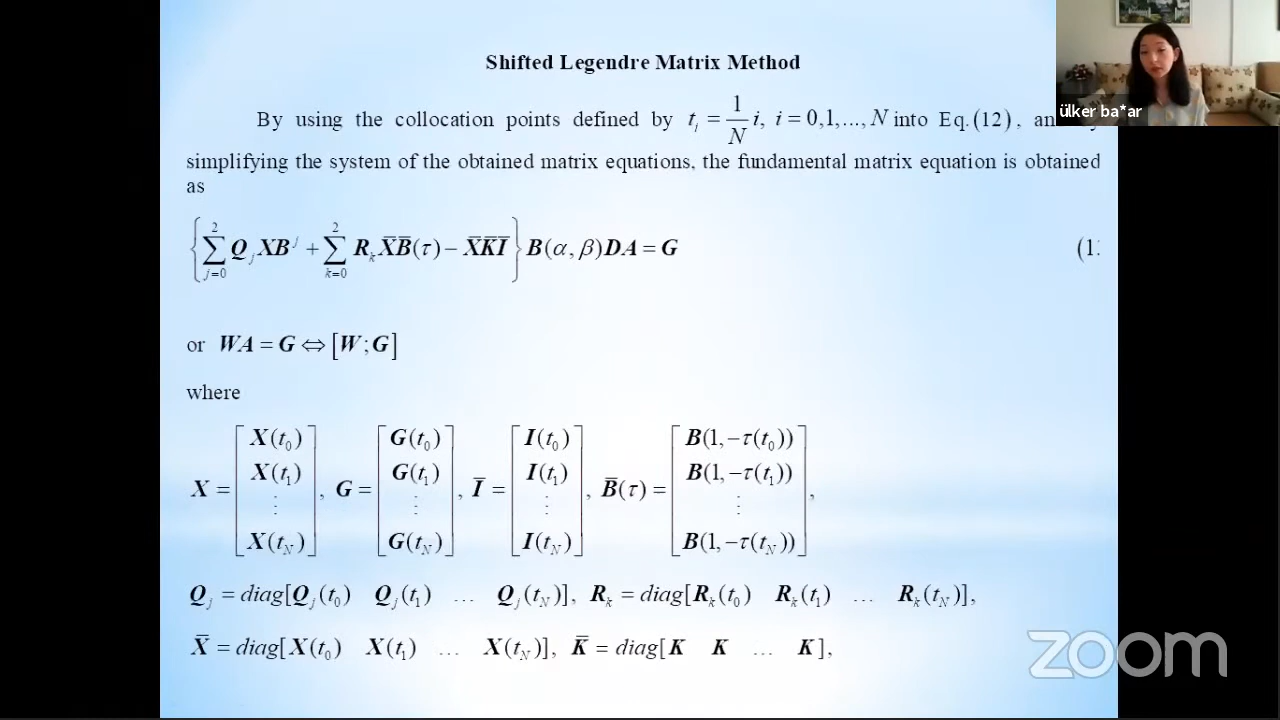 Shifted Legendre Matrix Method
By using the collocation points defined by t_i = 1/N i, i = 0,1,..., N into Eq.(12), an
simplifying the system of the obtained matrix equations, the fundamental matrix equation is obtained
as
{∑_{j=0}^{2} Q_j XB^j + ∑_{k=0}^{2} R_k X̅B̅(τ) − X̅K̅I̅} B(α, β)DA = G (1
or WA = G ⇔ [W;G]
where
X = [X(t_0) X(t_1) ⋮ X(t_N)], G = [G(t_0) G(t_1) ⋮ G(t_N)], I̅ = [I(t_0) I(t_1) ⋮ I(t_N)], B̅(τ) = [B(1,−τ(t_0)) B(1,−τ(t_1)) ⋮ B(1,−τ(t_N))],
Q_j = diag[Q_j(t_0) Q_j(t_1) ... Q_j(t_N)], R_k = diag[R_k(t_0) R_k(t_1) ... R_k(t_N)],
X̅ = diag[X(t_0) X(t_1) ... X(t_N)], K̅ = diag[K K ... K],
ülker ba*ar
zoom